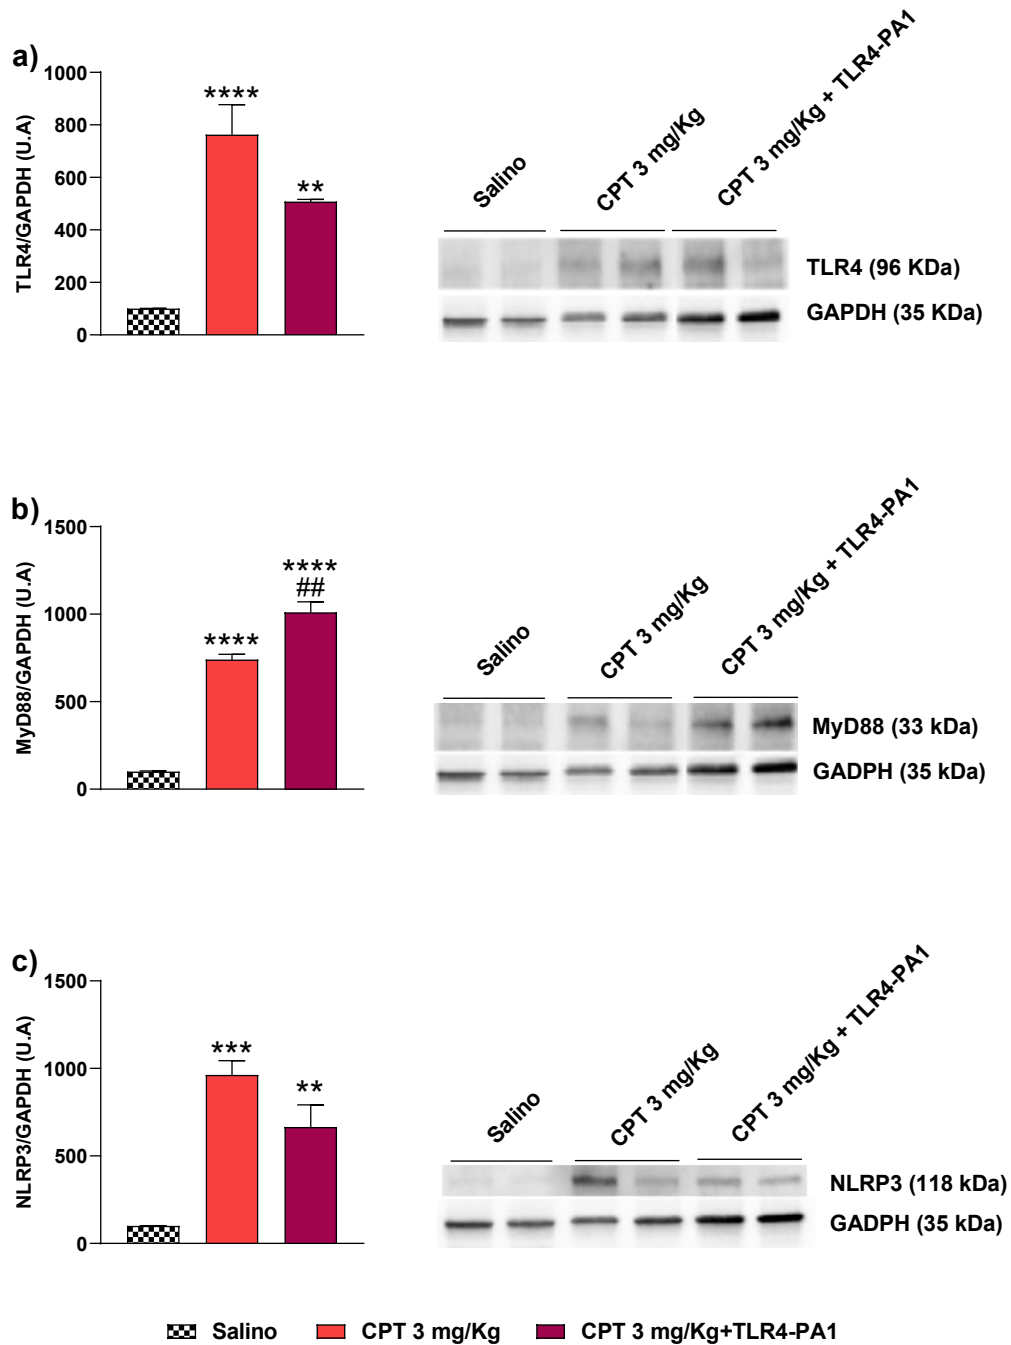 a)
TLR4/GAPDH (U.A)
1000
800
600
400
200
0
****
**
Salino
CPT 3 mg/Kg
CPT 3 mg/Kg + TLR4-PA1
TLR4 (96 KDa)
GAPDH (35 KDa)
b)
MyD88/GAPDH (U.A)
1500
1000
500
0
****
****
##
Salino
CPT 3 mg/Kg
CPT 3 mg/Kg + TLR4-PA1
MyD88 (33 kDa)
GADPH (35 kDa)
c)
NLRP3/GAPDH (U.A)
1500
1000
500
0
***
**
Salino
CPT 3 mg/Kg
CPT 3 mg/Kg + TLR4-PA1
NLRP3 (118 kDa)
GADPH (35 kDa)
Salino CPT 3 mg/Kg CPT 3 mg/Kg+TLR4-PA1